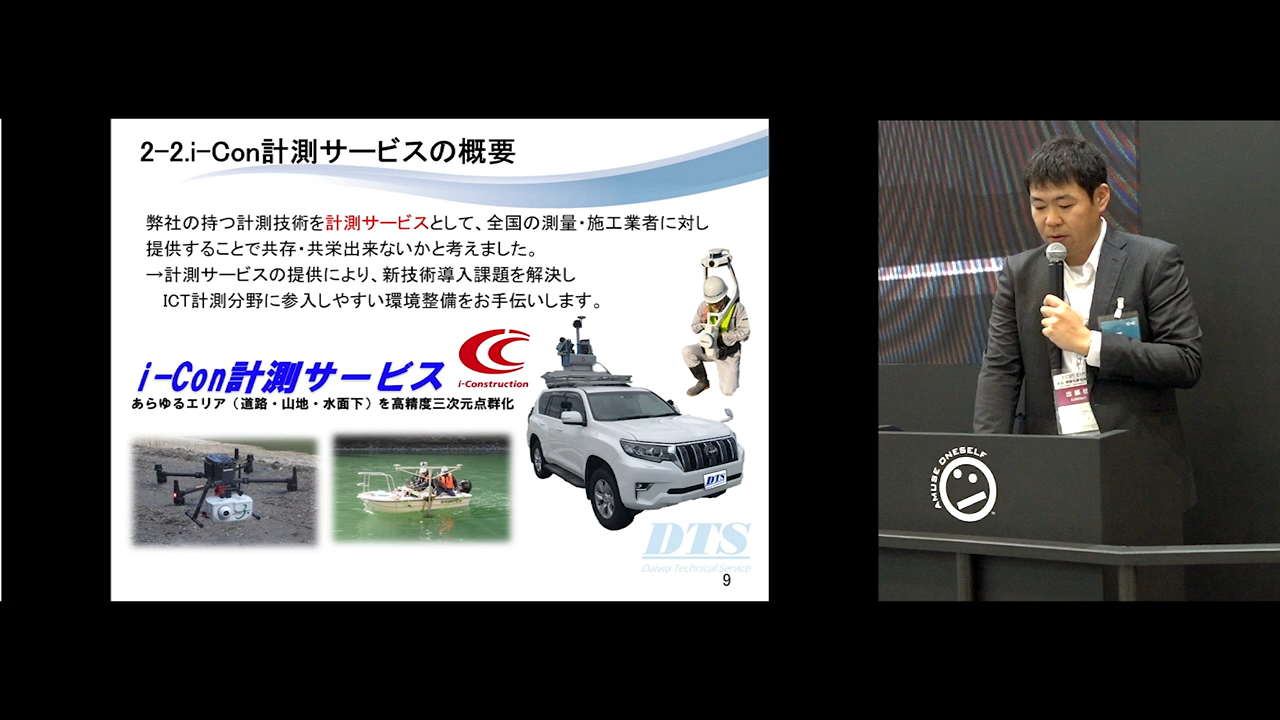 2-2.i-Con計測サービスの概要
弊社の持つ計測技術を計測サービスとして、全国の測量・施工業者に対し
提供することで共存・共栄出来ないかと考えました。
→計測サービスの提供により、新技術導入課題を解決し
ICT計測分野に参入しやすい環境整備をお手伝いします。
i-Construction
i-Con計測サービス
あらゆるエリア（道路・山地・水面下）を高精度三次元点群化
DTS
DTS
Daiwa Technical Service
9
AMUSE ONESELF